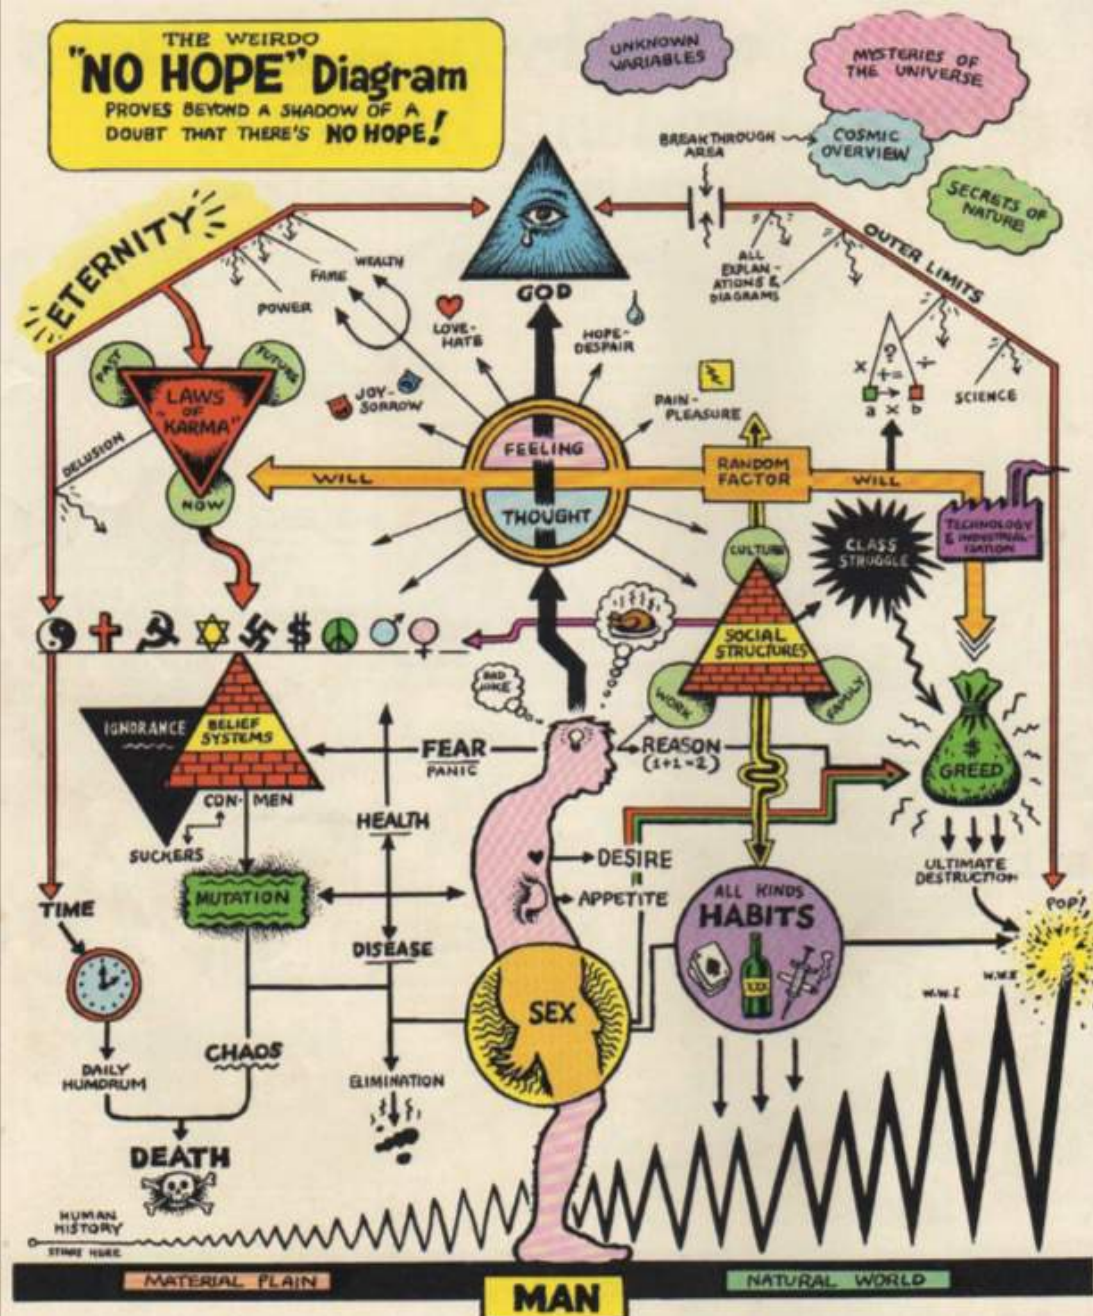 THE WEIRDO
"NO HOPE" Diagram
PROVES BEYOND A SHADOW OF A
DOUBT THAT THERE'S NO HOPE!
UNKNOWN
VARIABLES
MYSTERIES OF
THE UNIVERSE
BREAKTHROUGH
AREA
COSMIC
OVERVIEW
SECRETS OF
NATURE
ETERNITY
OUTER LIMITS
ALL
EXPLAN-
ATIONS &
DIAGRAMS
WEALTH
FAME
POWER
GOD
LOVE-
HATE
HOPE-
DESPAIR
JOY-
SORROW
PAIN-
PLEASURE
?
x ÷
+ =
a x b
SCIENCE
PAST
FUTURE
LAWS
OF
"KARMA"
NOW
DELUSION
WILL
FEELING
THOUGHT
RANDOM
FACTOR
WILL
TECHNOLOGY
& INDUSTRIAL-
IZATION
CLASS
STRUGGLE
CULTURE
SOCIAL
STRUCTURES
WORK
FAMILY
$
BAD
JOKE
IGNORANCE
BELIEF
SYSTEMS
FEAR
PANIC
REASON
(1+1=2)
$
GREED
CON-MEN
SUCKERS
HEALTH
DESIRE
APPETITE
ULTIMATE
DESTRUCTION
MUTATION
ALL KINDS
HABITS
XXX
TIME
DISEASE
POP!
SEX
W.W.I
W.W.II
DAILY
HUMDRUM
CHAOS
ELIMINATION
DEATH
HUMAN
HISTORY
START HERE
MATERIAL PLAIN
MAN
NATURAL WORLD